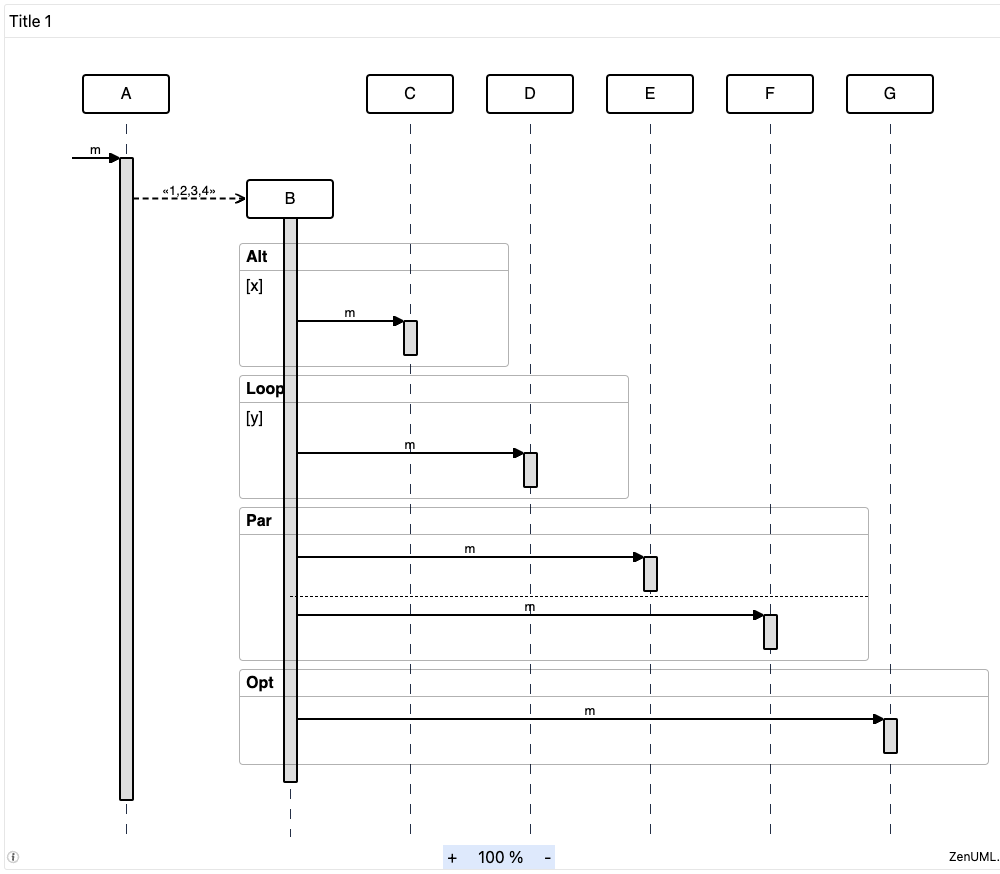 Title 1
A
C
D
E
F
G
m
«1,2,3,4»
B
Alt
[x]
m
Loop
[y]
m
Par
m
m
Opt
m
+ 100 % -
ZenUML.